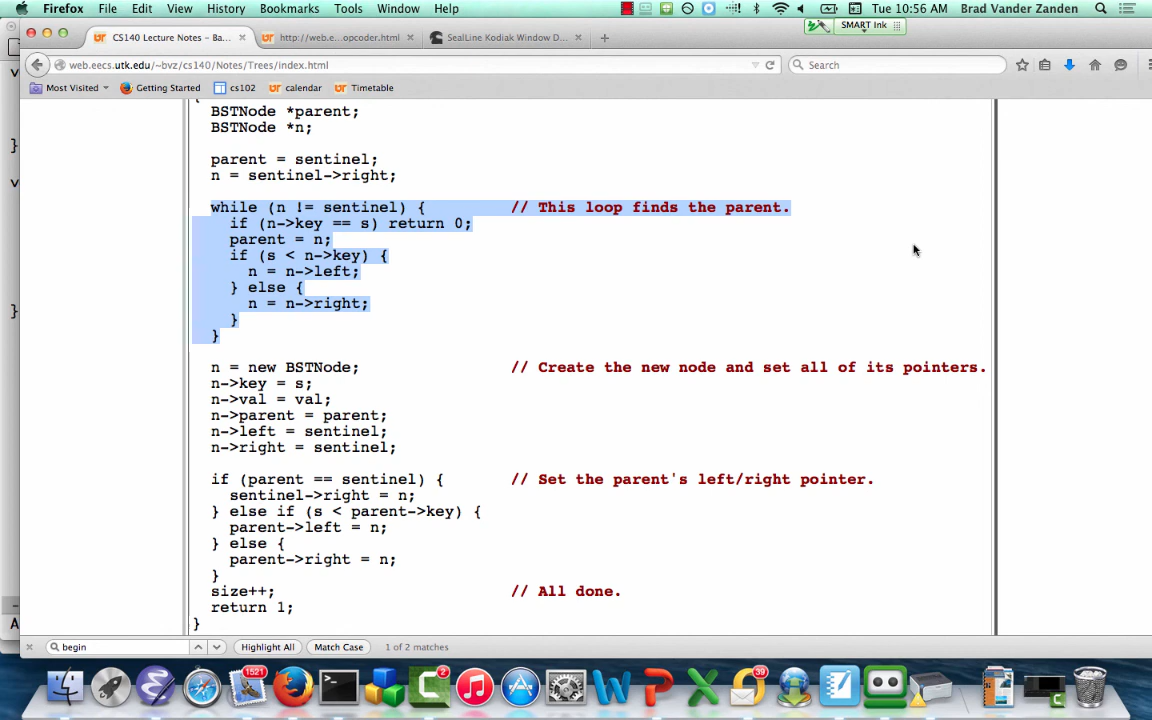 Firefox File Edit View History Bookmarks Tools Window Help Tue 10:56 AM Brad Vander Zanden
CS140 Lecture Notes – Ba... http://web.e...opcoder.html SealLine Kodiak Window D... SMART Ink
web.eecs.utk.edu/~bvz/cs140/Notes/Trees/index.html Search
Most Visited Getting Started cs102 calendar Timetable
{
BSTNode *parent;
BSTNode *n;
parent = sentinel;
n = sentinel->right;
while (n != sentinel) { // This loop finds the parent.
if (n->key == s) return 0;
parent = n;
if (s < n->key) {
n = n->left;
} else {
n = n->right;
}
}
n = new BSTNode; // Create the new node and set all of its pointers.
n->key = s;
n->val = val;
n->parent = parent;
n->left = sentinel;
n->right = sentinel;
if (parent == sentinel) { // Set the parent's left/right pointer.
sentinel->right = n;
} else if (s < parent->key) {
parent->left = n;
} else {
parent->right = n;
}
size++; // All done.
return 1;
}
begin Highlight All Match Case 1 of 2 matches
1521 2 39